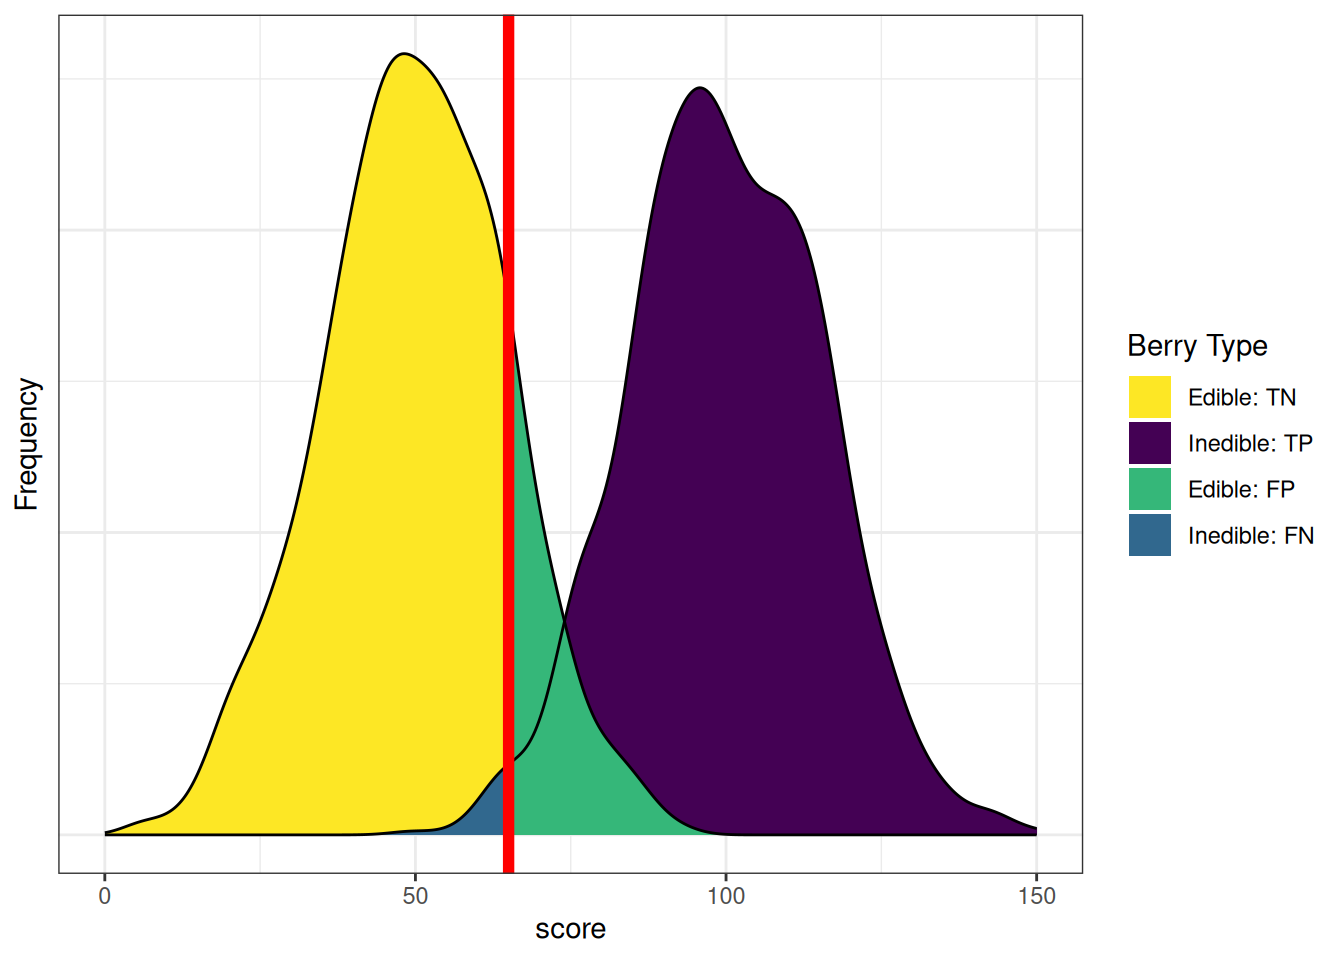 Frequency
0
50
100
150
score
Berry Type
Edible: TN
Inedible: TP
Edible: FP
Inedible: FN